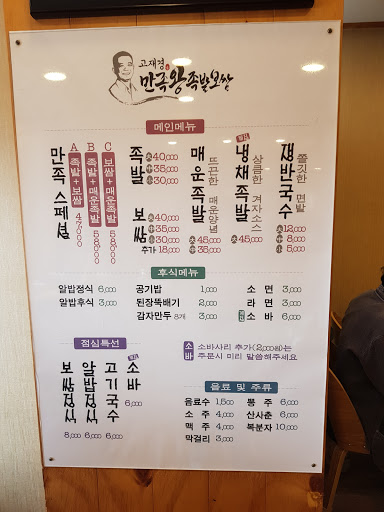 고재경
만족왕족발보쌈
메인메뉴
만족 스페셜
A 족발+보쌈 47000
B 족발+매운족발 58000
C 보쌈+매운족발 58000
족발
大 40,000
中 35,000
小 30,000
보쌈
大 40,000
中 35,000
小 30,000
추가 18,000
매운족발
뜨끈한 매운양념
大 45,000
中 35,000
냉채족발
상큼한 겨자소스
大 45,000
쟁반국수
쫄깃한 면발
大 12,000
中 8,000
小 5,000
후식메뉴
알밥정식 6,000
알밥후식 3,000
공기밥 1,000
된장뚝배기 2,000
감자만두 8개 3,000
소면 3,000
라면 3,000
소바 6,000
점심특선
보쌈정식 8,000
알밥정식 6,000
고기국수 6,000
소바 6,000
소바
소바사리 추가(2,000원)는
주문시 미리 말씀해주세요
음료 및 주류
음료수 1,500
소주 4,000
맥주 4,000
막걸리 3,000
뽕주 6,000
산사춘 6,000
복분자 10,000